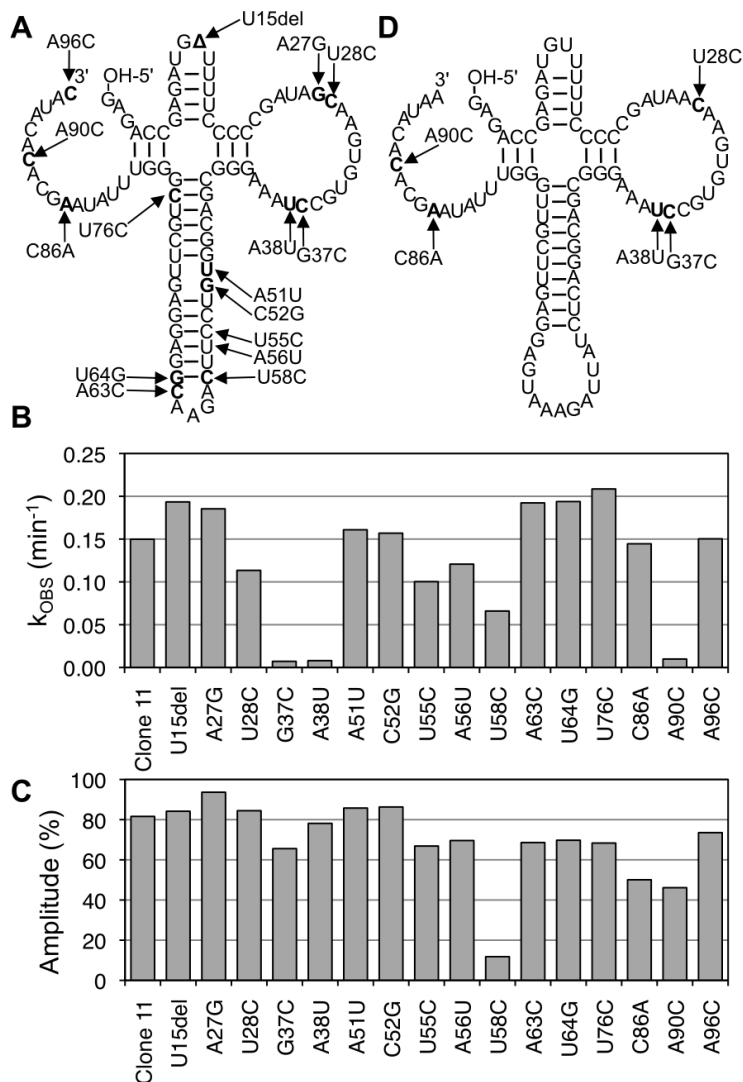 A
A96C
3'
OH-5'
U15del
Δ
A27G
U28C
A90C
C86A
U76C
A38U
G37C
A51U
C52G
U55C
A56U
U58C
U64G
A63C
D
3'
OH-5'
U28C
A90C
C86A
A38U
G37C
B
kOBS (min-1)
0.25
0.20
0.15
0.10
0.05
0.00
Clone 11
U15del
A27G
U28C
G37C
A38U
A51U
C52G
U55C
A56U
U58C
A63C
U64G
U76C
C86A
A90C
A96C
C
Amplitude (%)
100
80
60
40
20
0
Clone 11
U15del
A27G
U28C
G37C
A38U
A51U
C52G
U55C
A56U
U58C
A63C
U64G
U76C
C86A
A90C
A96C